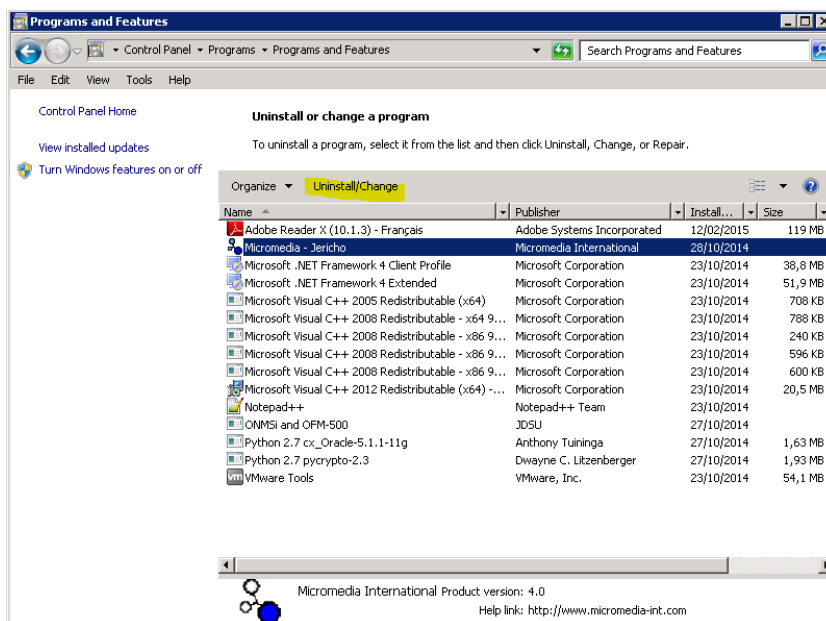 Programs and Features
Control Panel Programs Programs and Features Search Programs and Features
File Edit View Tools Help
Control Panel Home
View installed updates
Turn Windows features on or off
Uninstall or change a program
To uninstall a program, select it from the list and then click Uninstall, Change, or Repair.
Organize Uninstall/Change
Name Publisher Install... Size
Adobe Reader X (10.1.3) - Français Adobe Systems Incorporated 12/02/2015 119 MB
Micromedia - Jericho Micromedia International 28/10/2014
Microsoft .NET Framework 4 Client Profile Microsoft Corporation 23/10/2014 38,8 MB
Microsoft .NET Framework 4 Extended Microsoft Corporation 23/10/2014 51,9 MB
Microsoft Visual C++ 2005 Redistributable (x64) Microsoft Corporation 23/10/2014 708 KB
Microsoft Visual C++ 2008 Redistributable - x64 9... Microsoft Corporation 23/10/2014 788 KB
Microsoft Visual C++ 2008 Redistributable - x86 9... Microsoft Corporation 23/10/2014 240 KB
Microsoft Visual C++ 2008 Redistributable - x86 9... Microsoft Corporation 23/10/2014 596 KB
Microsoft Visual C++ 2008 Redistributable - x86 9... Microsoft Corporation 23/10/2014 600 KB
Microsoft Visual C++ 2012 Redistributable (x64) -... Microsoft Corporation 23/10/2014 20,5 MB
Notepad++ Notepad++ Team 23/10/2014
ONMSi and OFM-500 JDSU 27/10/2014
Python 2.7 cx_Oracle-5.1.1-11g Anthony Tuininga 27/10/2014 1,63 MB
Python 2.7 pycrypto-2.3 Dwayne C. Litzenberger 27/10/2014 1,93 MB
vm VMware Tools VMware, Inc. 23/10/2014 54,1 MB
Micromedia International Product version: 4.0
Help link: http://www.micromedia-int.com